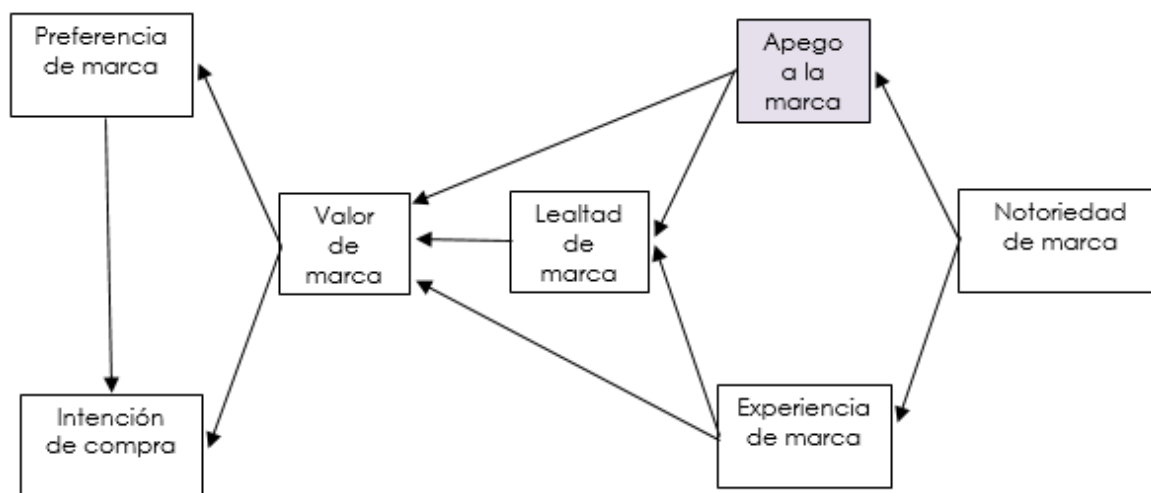 Preferencia
de marca
Apego
a la
marca
Valor
de
marca
Lealtad
de
marca
Notoriedad
de marca
Intención
de compra
Experiencia
de marca